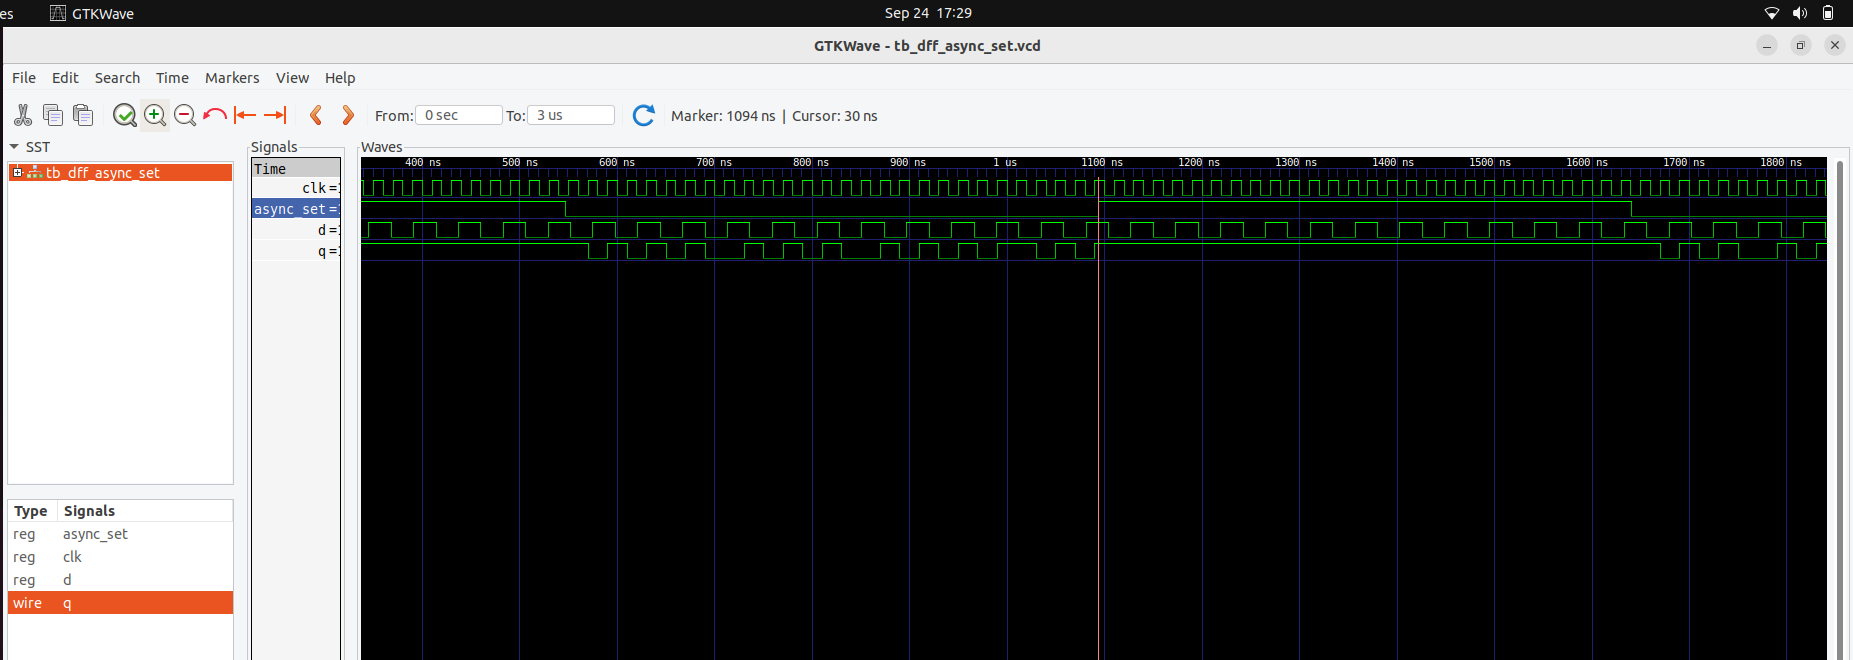 es GTKWave Sep 24 17:29
GTKWave - tb_dff_async_set.vcd
File Edit Search Time Markers View Help
From: 0 sec To: 3 us Marker: 1094 ns | Cursor: 30 ns
SST
tb_dff_async_set
Type Signals
reg async_set
reg clk
reg d
wire q
Signals
Time
clk=1
async_set=1
d=1
q=1
Waves
400 ns 500 ns 600 ns 700 ns 800 ns 900 ns 1 us 1100 ns 1200 ns 1300 ns 1400 ns 1500 ns 1600 ns 1700 ns 1800 ns